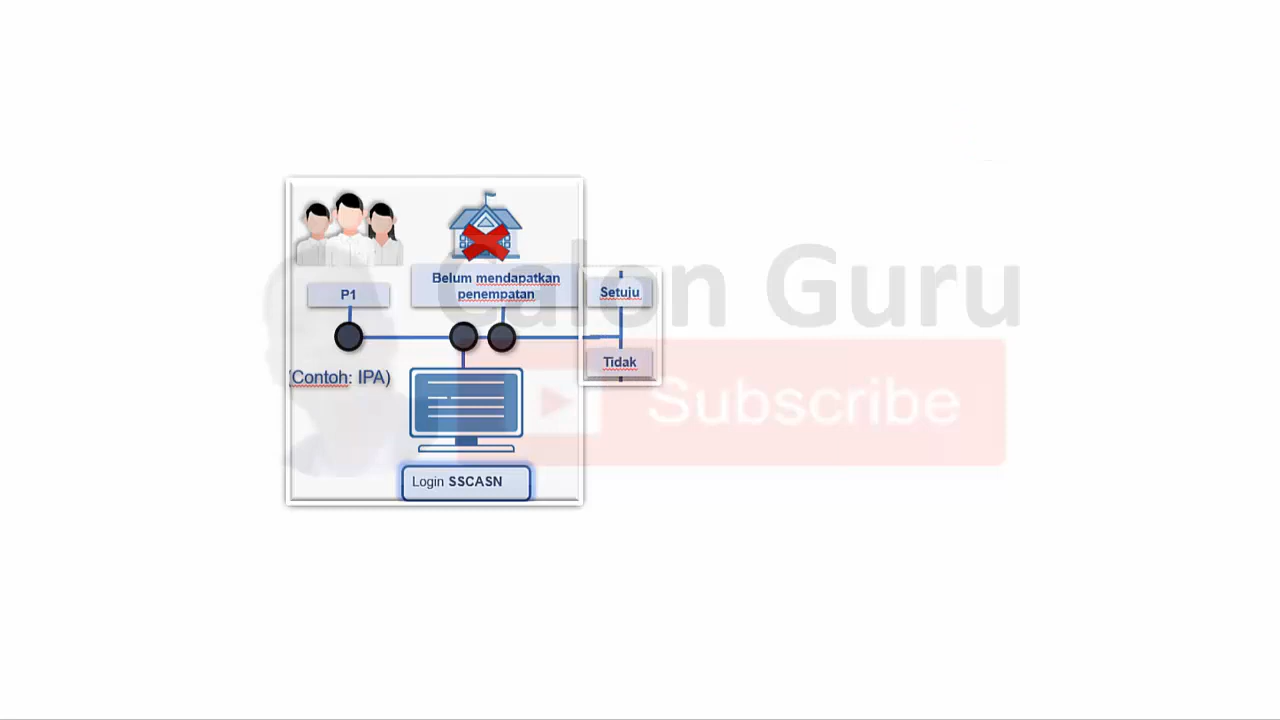 Calon Guru
Belum mendapatkan
penempatan
P1
Setuju
Tidak
(Contoh: IPA)
Subscribe
Login SSCASN